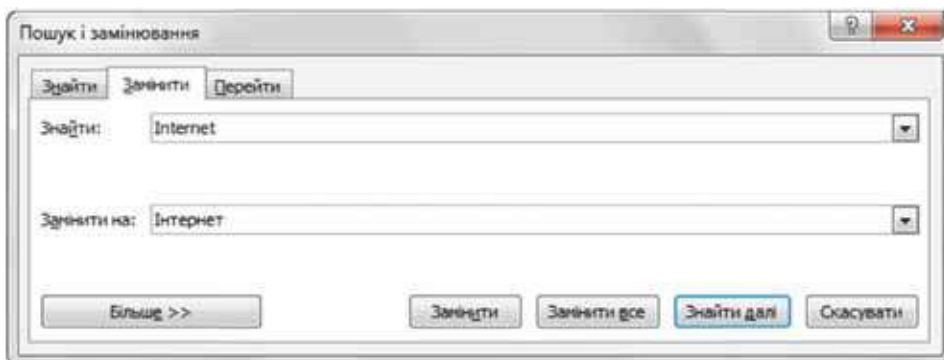 Пошук і замінювання
Знайти Замінити Перейти
Знайти: Internet
Замінити на: Інтернет
Більше >> Замінити Замінити все Знайти далі Скасувати